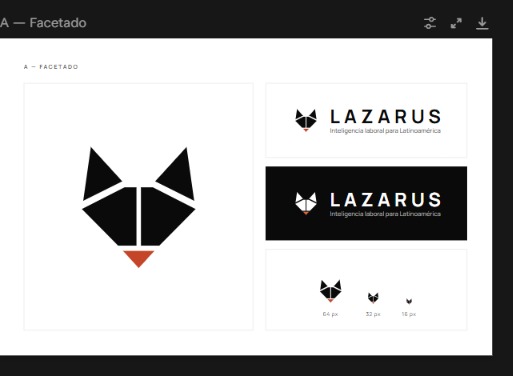 A — Facetado
A — FACETADO
LAZARUS
Inteligencia laboral para Latinoamérica
LAZARUS
Inteligencia laboral para Latinoamérica
64 px
32 px
16 px